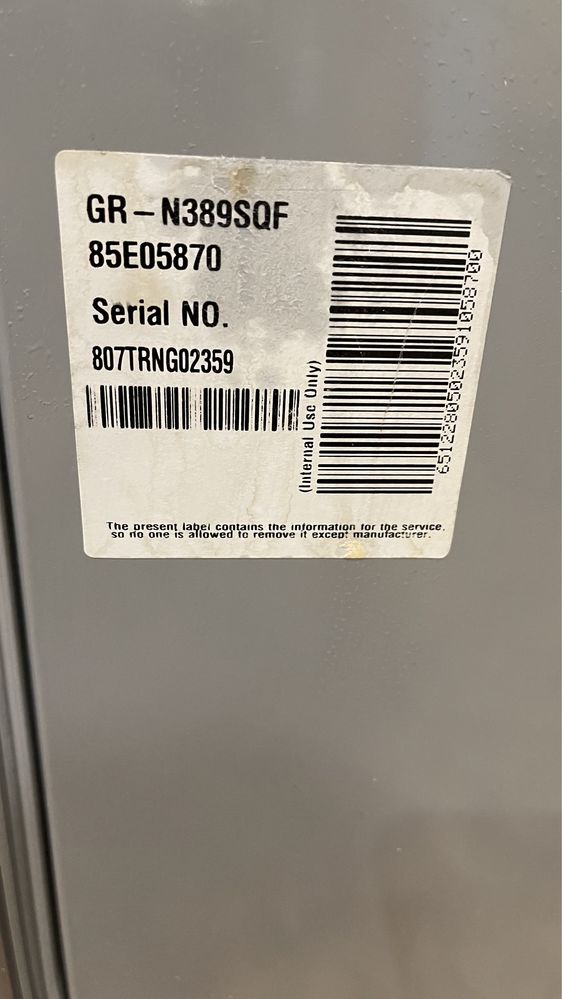 GR-N389SQF
85E05870
Serial NO.
807TRNG02359
(Internal Use Only)
6512280502359105870D
The present label contains the information for the service,
so no one is allowed to remove it except manufacturer.